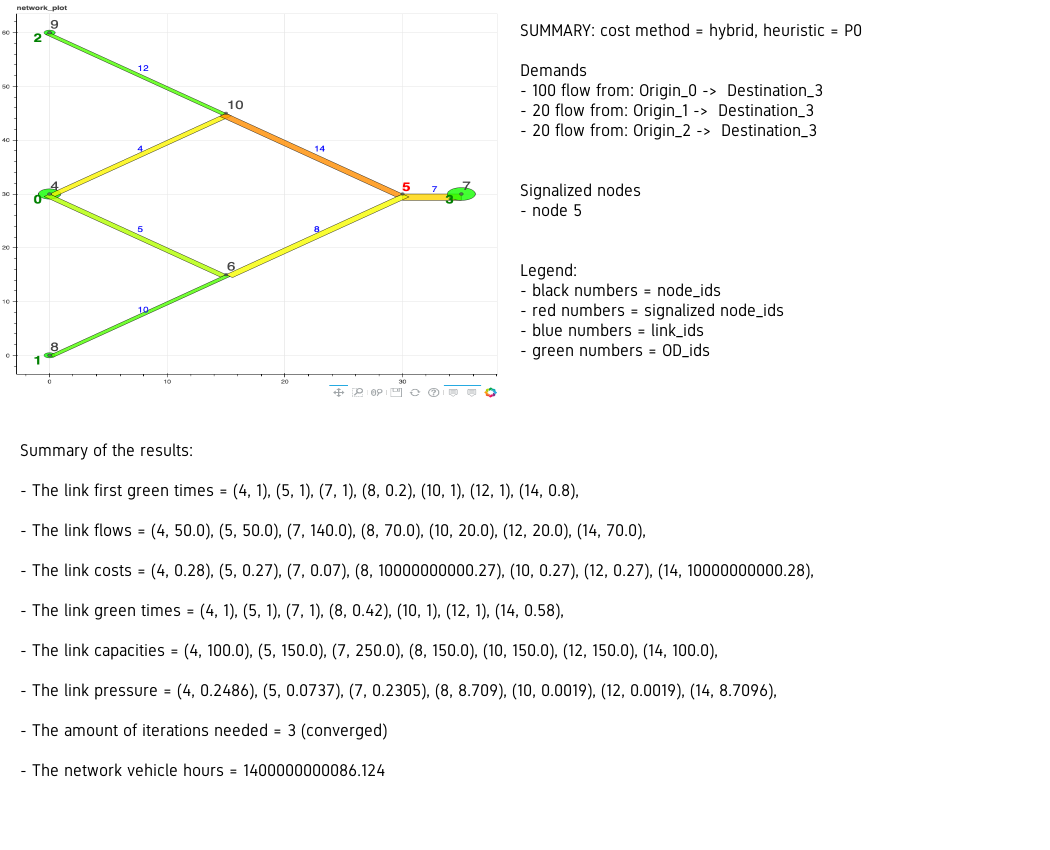 network_plot
60
50
40
30
20
10
0
0
10
20
30
9
2
12
10
4
14
4
0
5
7
7
3
5
8
6
10
8
1
SUMMARY: cost method = hybrid, heuristic = P0
Demands
- 100 flow from: Origin_0 -> Destination_3
- 20 flow from: Origin_1 -> Destination_3
- 20 flow from: Origin_2 -> Destination_3
Signalized nodes
- node 5
Legend:
- black numbers = node_ids
- red numbers = signalized node_ids
- blue numbers = link_ids
- green numbers = OD_ids
Summary of the results:
- The link first green times = (4, 1), (5, 1), (7, 1), (8, 0.2), (10, 1), (12, 1), (14, 0.8),
- The link flows = (4, 50.0), (5, 50.0), (7, 140.0), (8, 70.0), (10, 20.0), (12, 20.0), (14, 70.0),
- The link costs = (4, 0.28), (5, 0.27), (7, 0.07), (8, 10000000000.27), (10, 0.27), (12, 0.27), (14, 10000000000.28),
- The link green times = (4, 1), (5, 1), (7, 1), (8, 0.42), (10, 1), (12, 1), (14, 0.58),
- The link capacities = (4, 100.0), (5, 150.0), (7, 250.0), (8, 150.0), (10, 150.0), (12, 150.0), (14, 100.0),
- The link pressure = (4, 0.2486), (5, 0.0737), (7, 0.2305), (8, 8.709), (10, 0.0019), (12, 0.0019), (14, 8.7096),
- The amount of iterations needed = 3 (converged)
- The network vehicle hours = 1400000000086.124